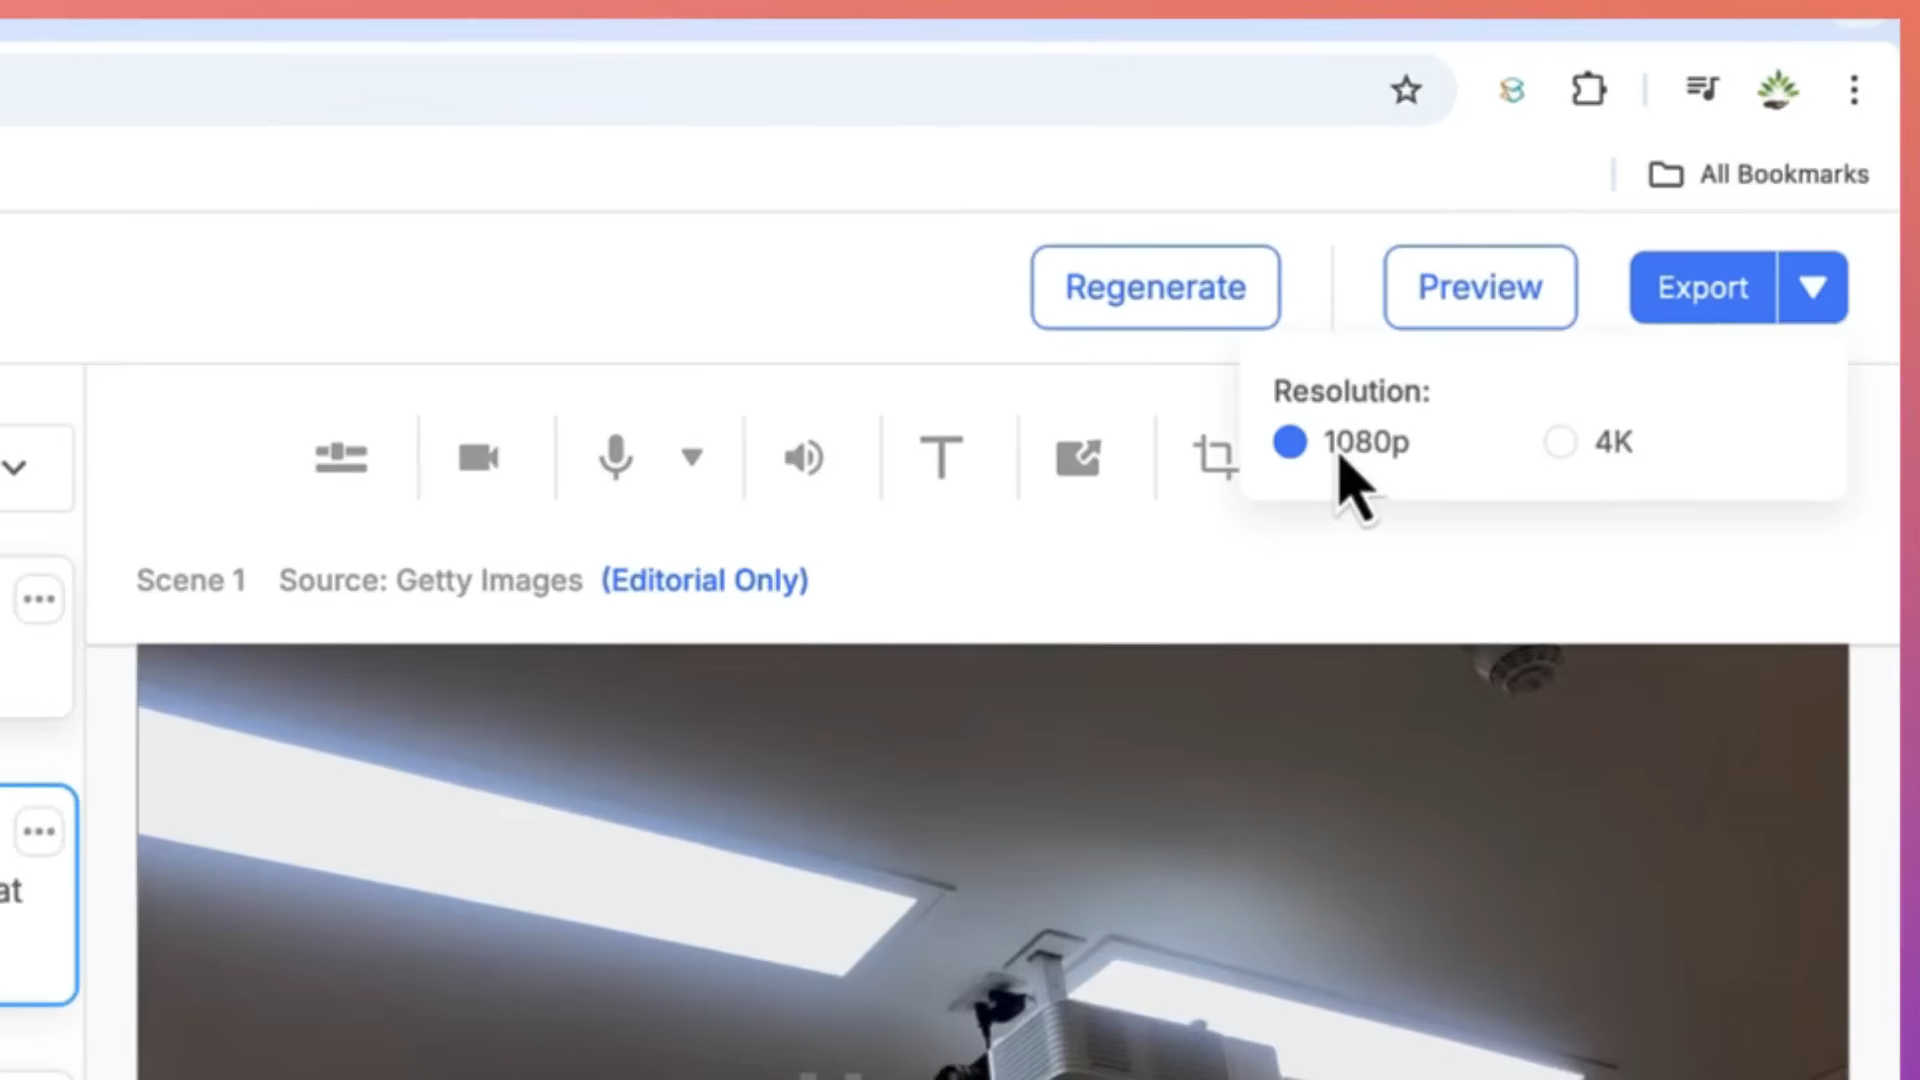 All Bookmarks
Regenerate
Preview
Export
Resolution:
1080p
4K
Scene 1 Source: Getty Images (Editorial Only)
at